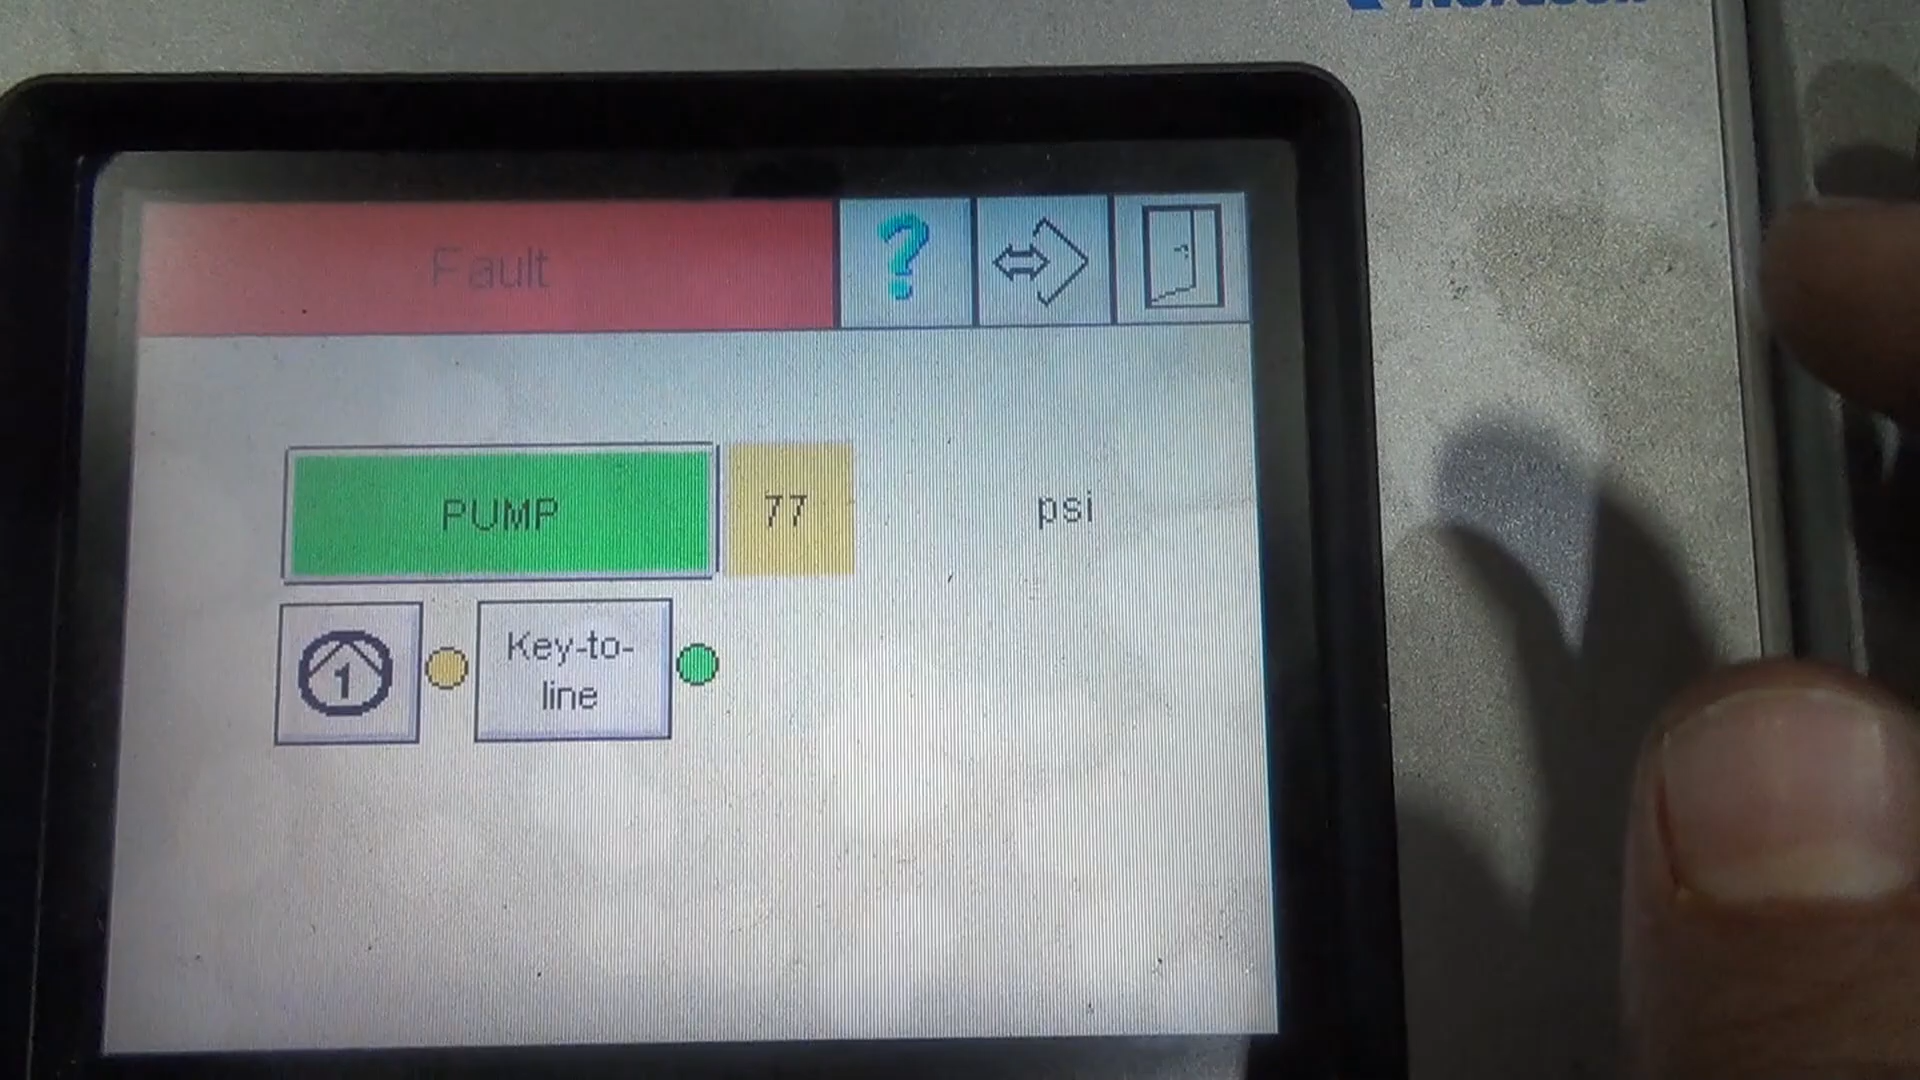 Fault
?
PUMP
77
psi
1
Key-to-
line